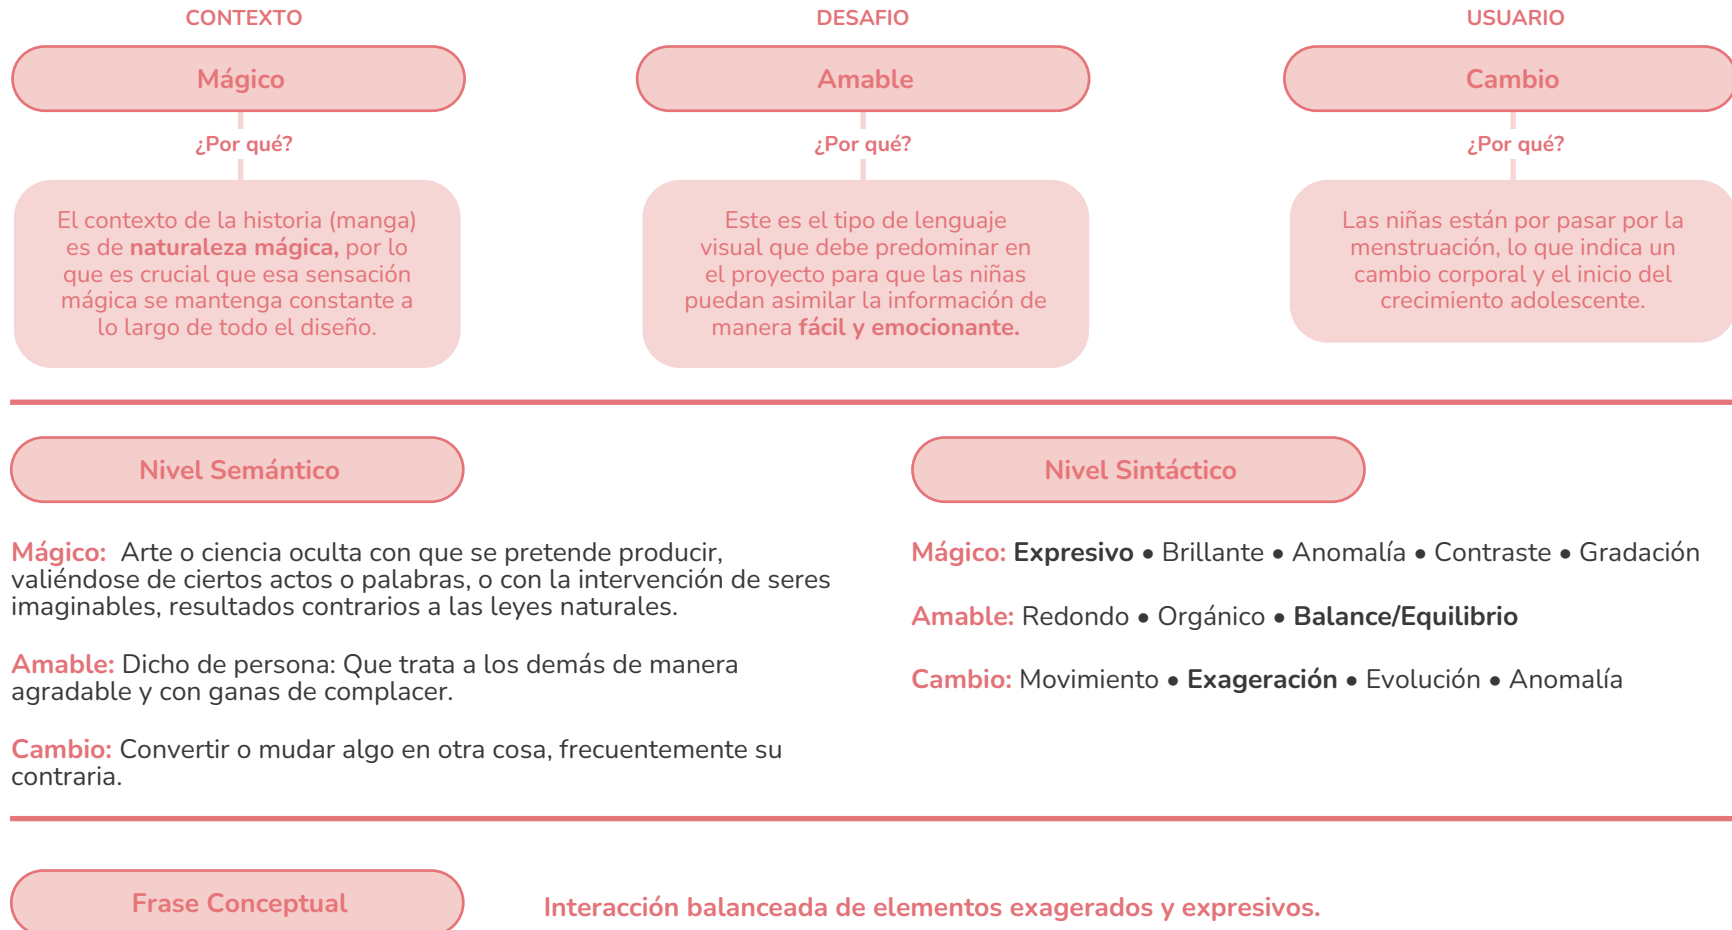 CONTEXTO
Mágico
¿Por qué?
El contexto de la historia (manga)
es de naturaleza mágica, por lo
que es crucial que esa sensación
mágica se mantenga constante a
lo largo de todo el diseño.
DESAFIO
Amable
¿Por qué?
Este es el tipo de lenguaje
visual que debe predominar en
el proyecto para que las niñas
puedan asimilar la información de
manera fácil y emocionante.
USUARIO
Cambio
¿Por qué?
Las niñas están por pasar por la
menstruación, lo que indica un
cambio corporal y el inicio del
crecimiento adolescente.
Nivel Semántico
Mágico: Arte o ciencia oculta con que se pretende producir,
valiéndose de ciertos actos o palabras, o con la intervención de seres
imaginables, resultados contrarios a las leyes naturales.
Amable: Dicho de persona: Que trata a los demás de manera
agradable y con ganas de complacer.
Cambio: Convertir o mudar algo en otra cosa, frecuentemente su
contraria.
Nivel Sintáctico
Mágico: Expresivo • Brillante • Anomalía • Contraste • Gradación
Amable: Redondo • Orgánico • Balance/Equilibrio
Cambio: Movimiento • Exageración • Evolución • Anomalía
Frase Conceptual
Interacción balanceada de elementos exagerados y expresivos.